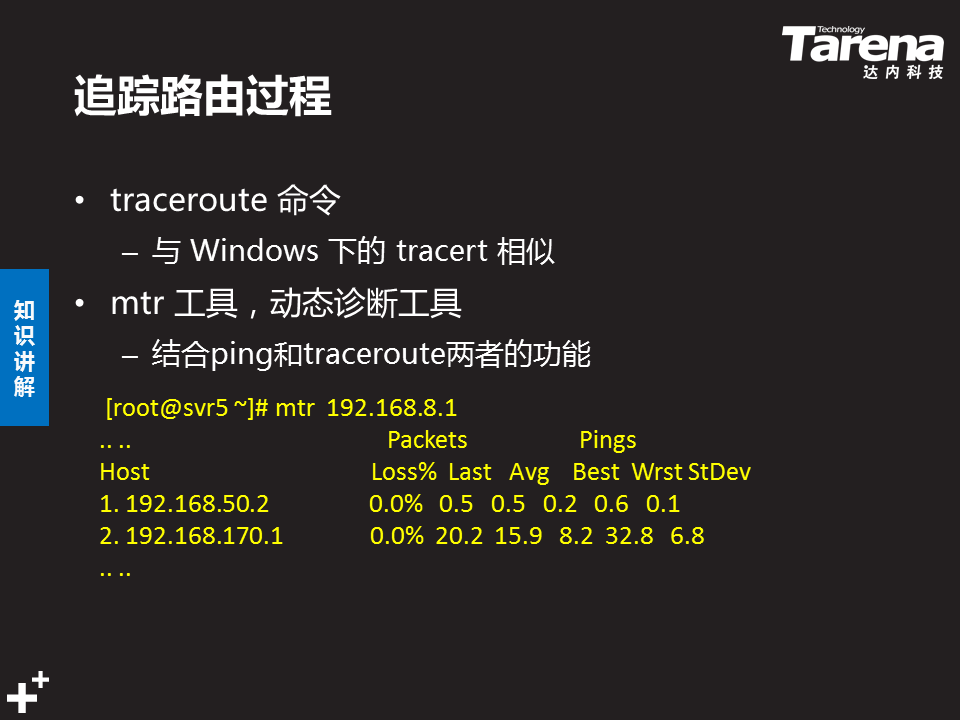 Technology
Tarena
达内科技
追踪路由过程
• traceroute 命令
– 与 Windows 下的 tracert 相似
• mtr 工具，动态诊断工具
– 结合ping和traceroute两者的功能
知识讲解
[root@svr5 ~]# mtr 192.168.8.1
.. .. Packets Pings
Host Loss% Last Avg Best Wrst StDev
1. 192.168.50.2 0.0% 0.5 0.5 0.2 0.6 0.1
2. 192.168.170.1 0.0% 20.2 15.9 8.2 32.8 6.8
.. ..